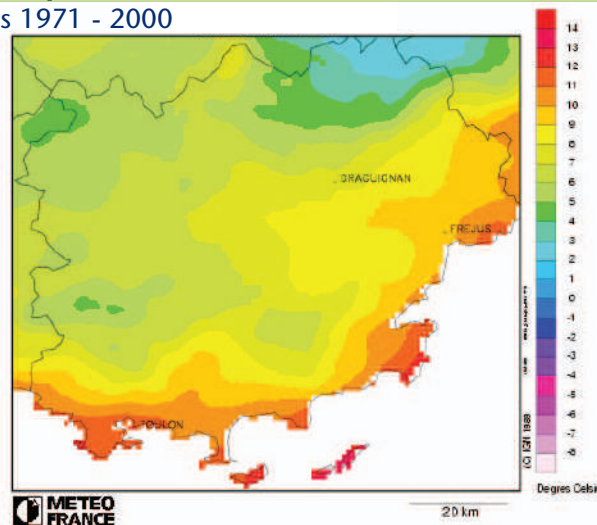 s 1971 - 2000
DRAGUIGNAN
FREJUS
TOULON
14
13
12
11
10
9
8
7
6
5
4
3
2
1
0
-1
-2
-3
-4
-5
-6
-7
-8
(C) IGN 1989
Degres Celsi
METEO
FRANCE
20 km